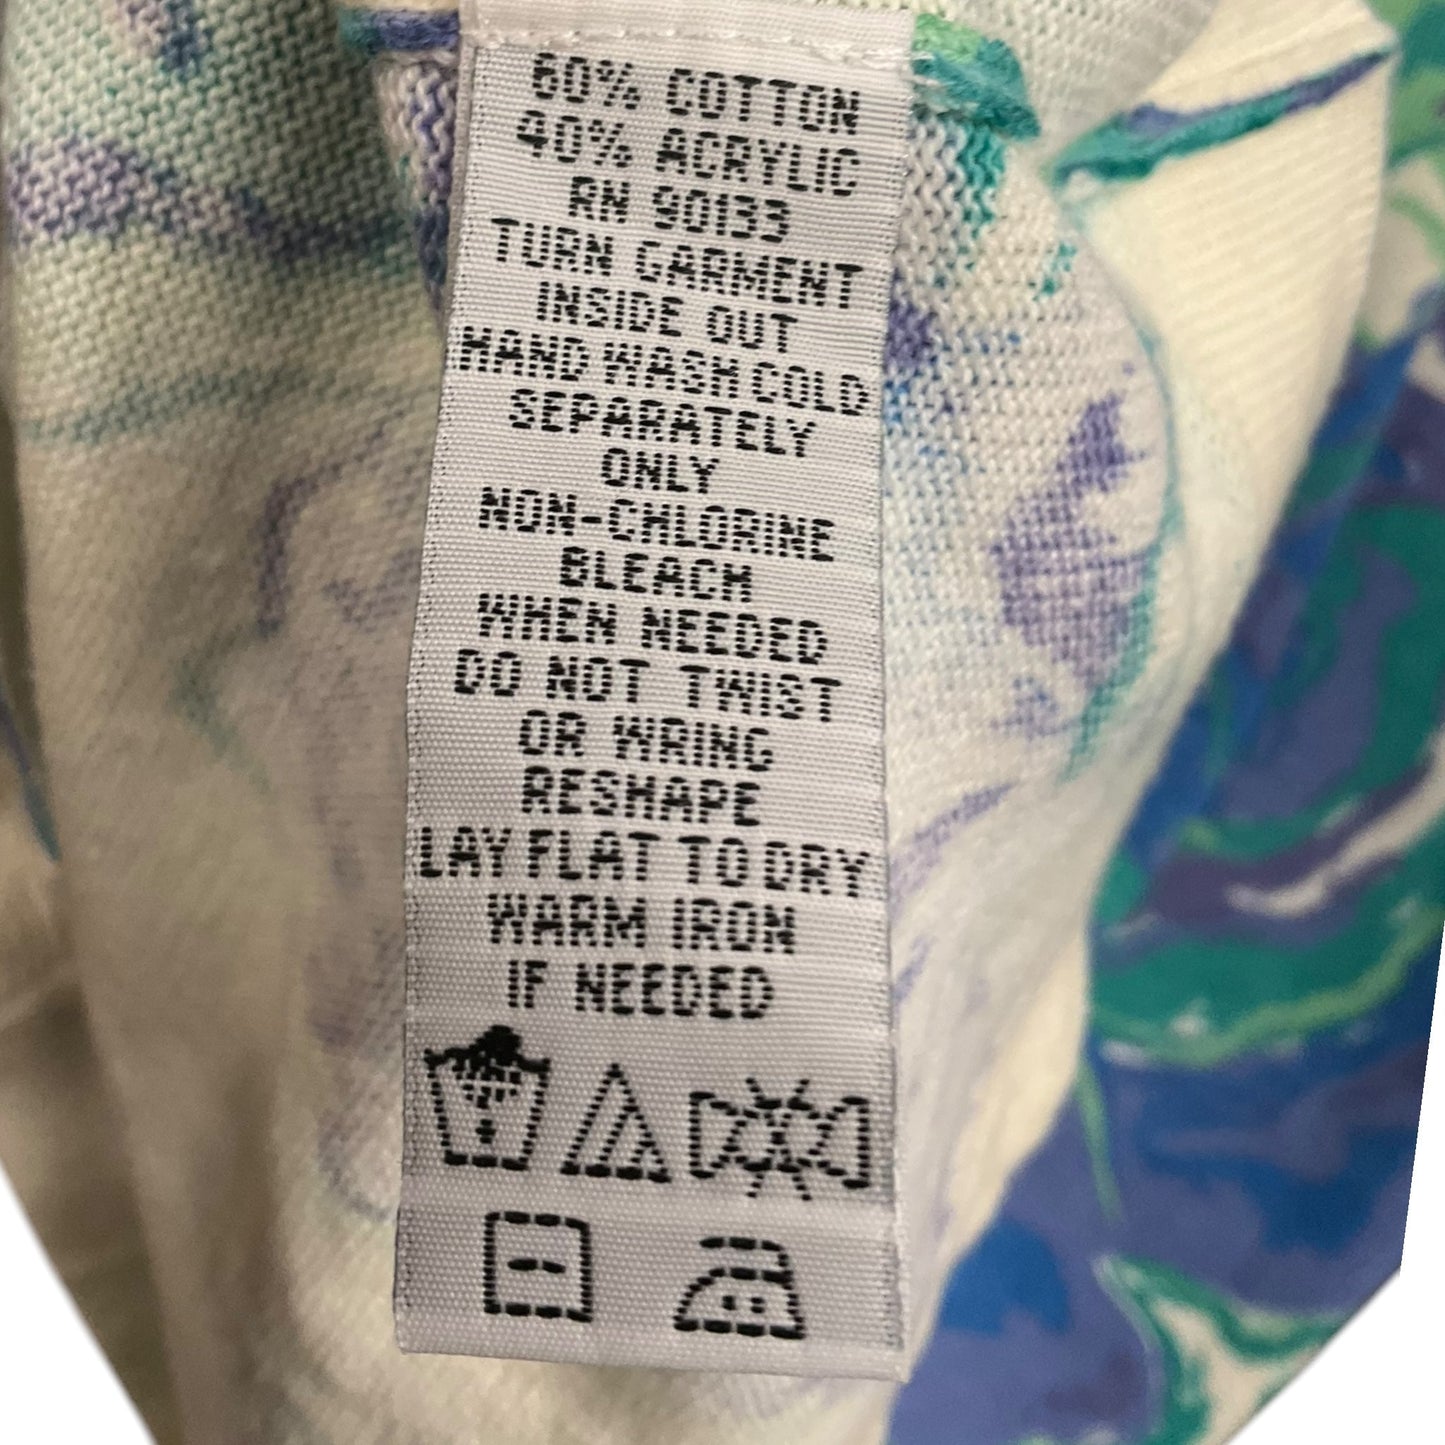 60% COTTON
40% ACRYLIC
RN 90133
TURN GARMENT
INSIDE OUT
HAND WASH COLD
SEPARATELY
ONLY
NON-CHLORINE
BLEACH
WHEN NEEDED
DO NOT TWIST
OR WRING
RESHAPE
LAY FLAT TO DRY
WARM IRON
IF NEEDED